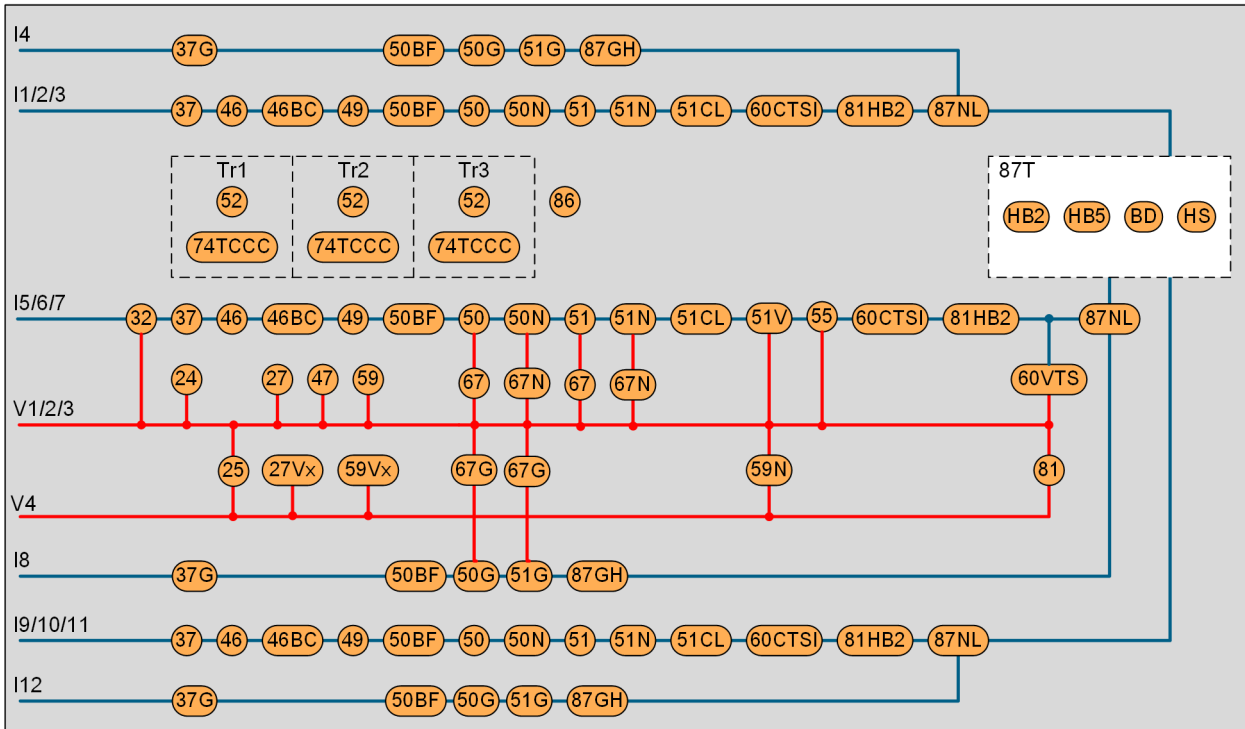 I4
37G 50BF 50G 51G 87GH
I1/2/3
37 46 46BC 49 50BF 50 50N 51 51N 51CL 60CTSI 81HB2 87NL
Tr1 Tr2 Tr3 87T
52 52 52 86 HB2 HB5 BD HS
74TCCC 74TCCC 74TCCC
I5/6/7
32 37 46 46BC 49 50BF 50 50N 51 51N 51CL 51V 55 60CTSI 81HB2 87NL
24 27 47 59 67 67N 67 67N 60VTS
V1/2/3
25 27Vx 59Vx 67G 67G 59N 81
V4
I8
37G 50BF 50G 51G 87GH
I9/10/11
37 46 46BC 49 50BF 50 50N 51 51N 51CL 60CTSI 81HB2 87NL
I12
37G 50BF 50G 51G 87GH